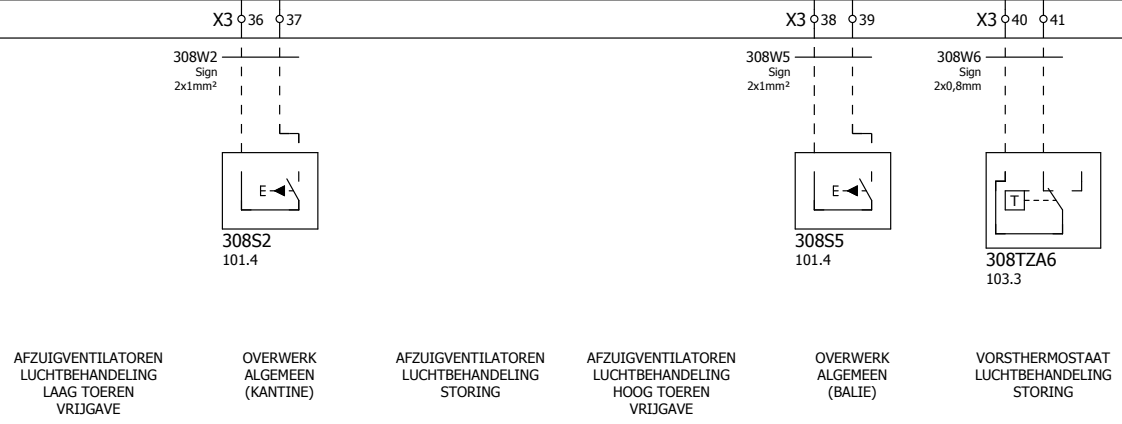 X3 36 37
X3 38 39
X3 40 41
308W2
Sign
2x1mm²
308W5
Sign
2x1mm²
308W6
Sign
2x0,8mm
E
308S2
101.4
E
308S5
101.4
T
308TZA6
103.3
AFZUIGVENTILATOREN
LUCHTBEHANDELING
LAAG TOEREN
VRIJGAVE
OVERWERK
ALGEMEEN
(KANTINE)
AFZUIGVENTILATOREN
LUCHTBEHANDELING
STORING
AFZUIGVENTILATOREN
LUCHTBEHANDELING
HOOG TOEREN
VRIJGAVE
OVERWERK
ALGEMEEN
(BALIE)
VORSTHERMOSTAAT
LUCHTBEHANDELING
STORING